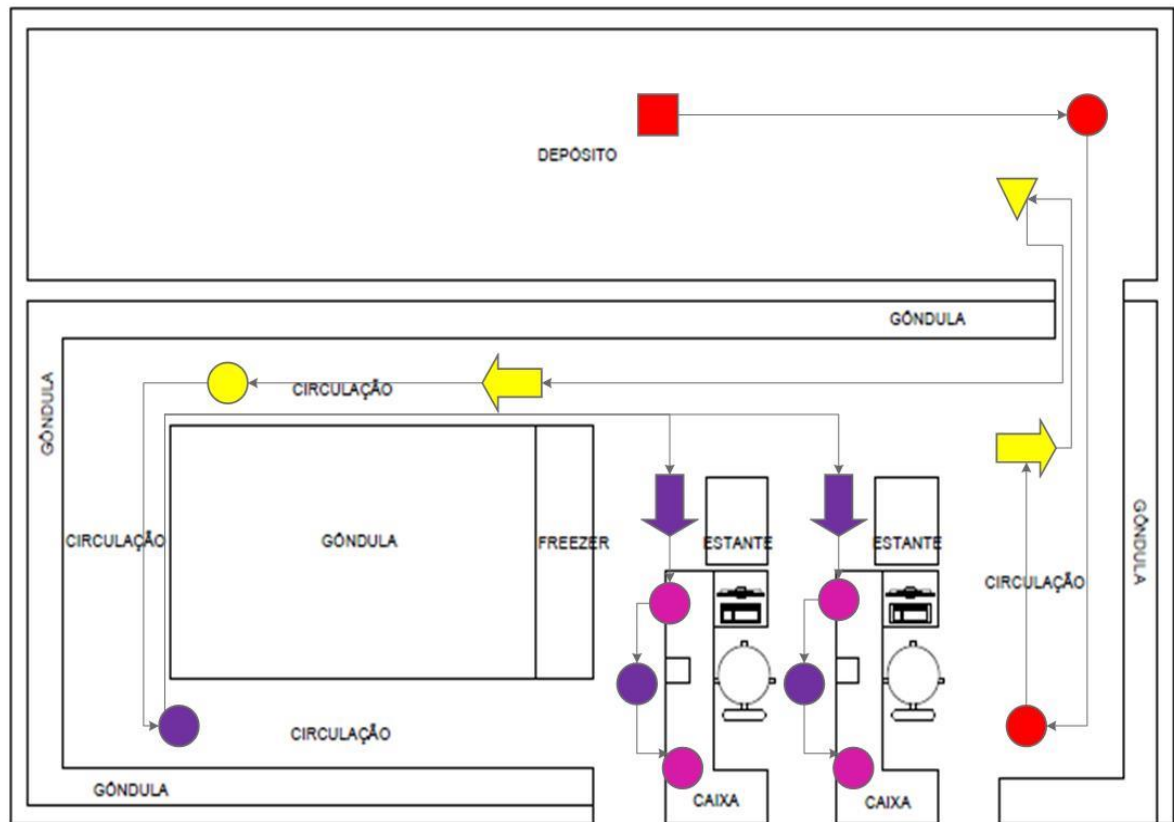 DEPÓSITO
GÔNDULA
CIRCULAÇÃO
GÔNDULA
CIRCULAÇÃO
GÔNDULA
FREEZER
ESTANTE
ESTANTE
GÔNDULA
CIRCULAÇÃO
CIRCULAÇÃO
GÔNDULA
CAIXA
CAIXA